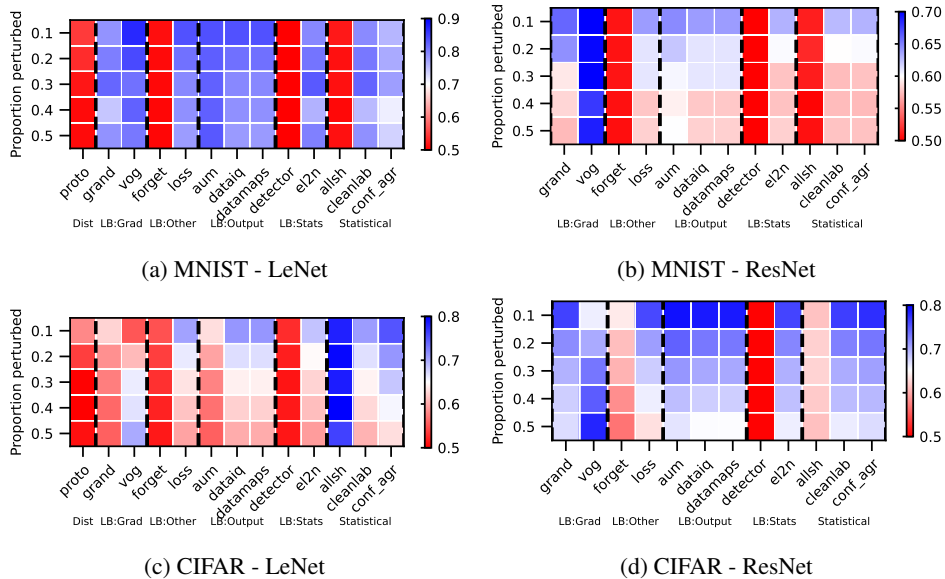 Proportion perturbed
0.1
0.2
0.3
0.4
0.5
proto
grand
vog
forget
loss
aum
dataiq
datamaps
detector
el2n
allsh
cleanlab
conf_agr
Dist LB:Grad LB:Other LB:Output LB:Stats Statistical
0.9
0.8
0.7
0.6
0.5
(a) MNIST - LeNet
Proportion perturbed
0.1
0.2
0.3
0.4
0.5
grand
vog
forget
loss
aum
dataiq
datamaps
detector
el2n
allsh
cleanlab
conf_agr
LB:Grad LB:Other LB:Output LB:Stats Statistical
0.70
0.65
0.60
0.55
0.50
(b) MNIST - ResNet
Proportion perturbed
0.1
0.2
0.3
0.4
0.5
proto
grand
vog
forget
loss
aum
dataiq
datamaps
detector
el2n
allsh
cleanlab
conf_agr
Dist LB:Grad LB:Other LB:Output LB:Stats Statistical
0.8
0.7
0.6
0.5
(c) CIFAR - LeNet
Proportion perturbed
0.1
0.2
0.3
0.4
0.5
grand
vog
forget
loss
aum
dataiq
datamaps
detector
el2n
allsh
cleanlab
conf_agr
LB:Grad LB:Other LB:Output LB:Stats Statistical
0.8
0.7
0.6
0.5
(d) CIFAR - ResNet